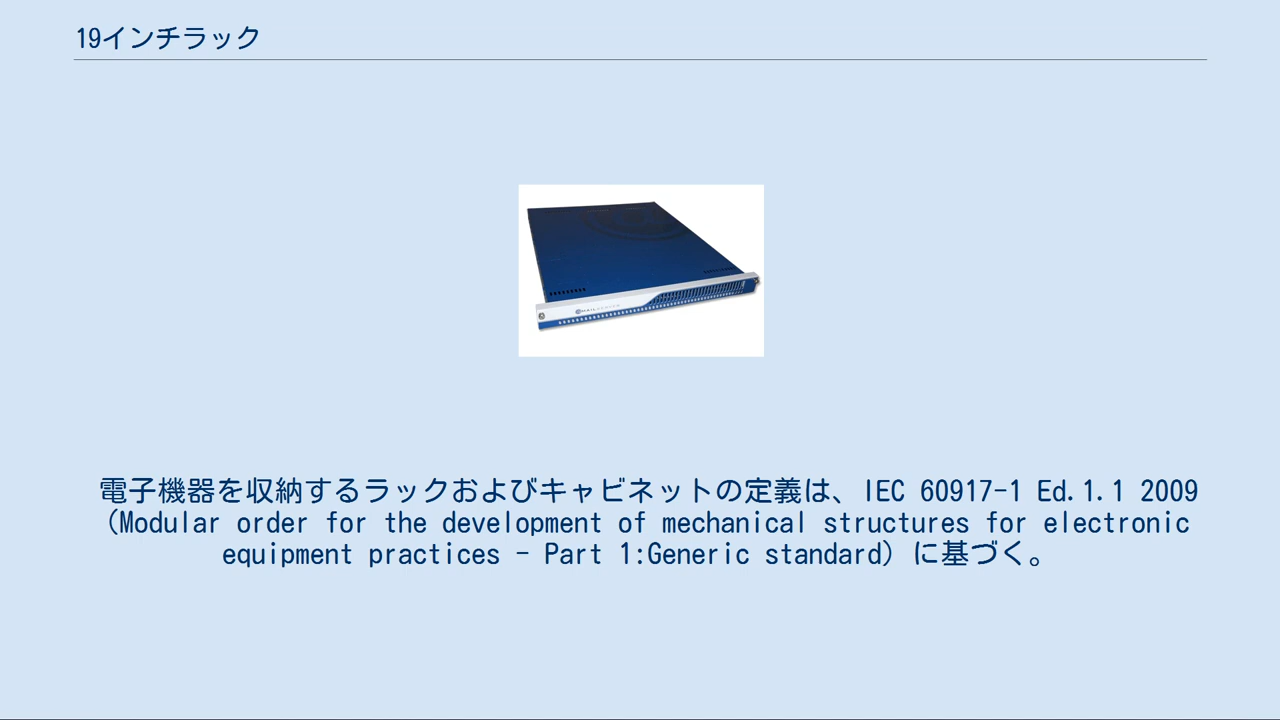 19インチラック
電子機器を収納するラックおよびキャビネットの定義は、IEC 60917-1 Ed.1.1 2009
(Modular order for the development of mechanical structures for electronic
equipment practices - Part 1:Generic standard) に基づく。